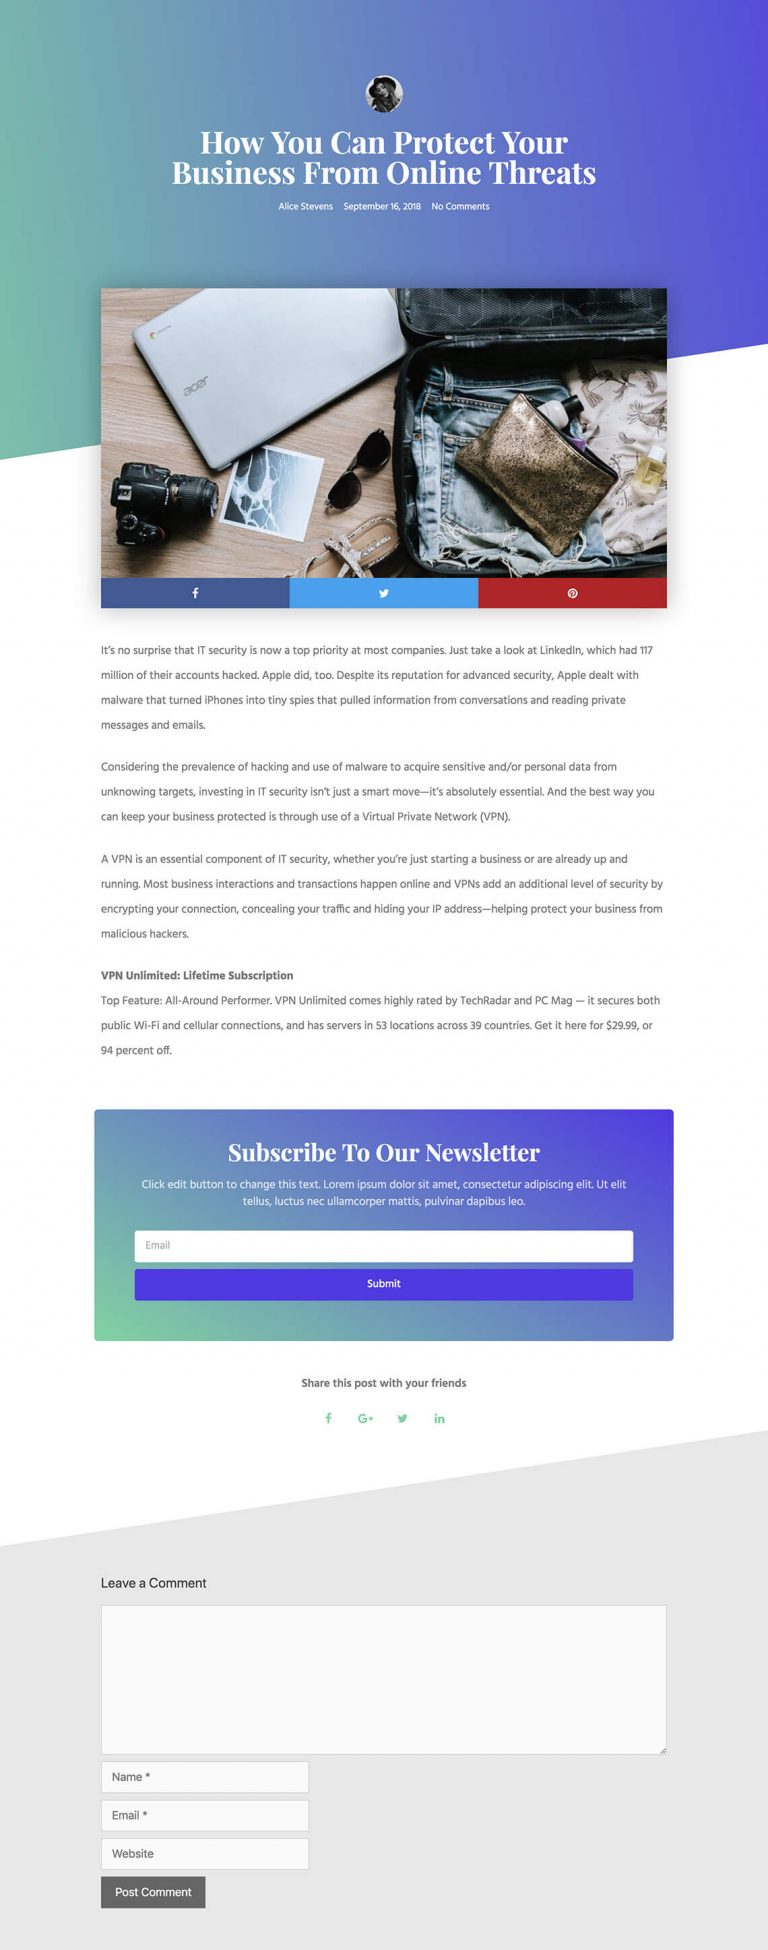 How You Can Protect Your
Business From Online Threats
Alice Stevens September 16, 2018 No Comments
acer
It's no surprise that IT security is now a top priority at most companies. Just take a look at LinkedIn, which had 117
million of their accounts hacked. Apple did, too. Despite its reputation for advanced security, Apple dealt with
malware that turned iPhones into tiny spies that pulled information from conversations and reading private
messages and emails.
Considering the prevalence of hacking and use of malware to acquire sensitive and/or personal data from
unknowing targets, investing in IT security isn't just a smart move—it's absolutely essential. And the best way you
can keep your business protected is through use of a Virtual Private Network (VPN).
A VPN is an essential component of IT security, whether you're just starting a business or are already up and
running. Most business interactions and transactions happen online and VPNs add an additional level of security by
encrypting your connection, concealing your traffic and hiding your IP address—helping protect your business from
malicious hackers.
VPN Unlimited: Lifetime Subscription
Top Feature: All-Around Performer. VPN Unlimited comes highly rated by TechRadar and PC Mag — it secures both
public Wi-Fi and cellular connections, and has servers in 53 locations across 39 countries. Get it here for $29.99, or
94 percent off.
Subscribe To Our Newsletter
Click edit button to change this text. Lorem ipsum dolor sit amet, consectetur adipiscing elit. Ut elit
tellus, luctus nec ullamcorper mattis, pulvinar dapibus leo.
Email
Submit
Share this post with your friends
Leave a Comment
Name *
Email *
Website
Post Comment